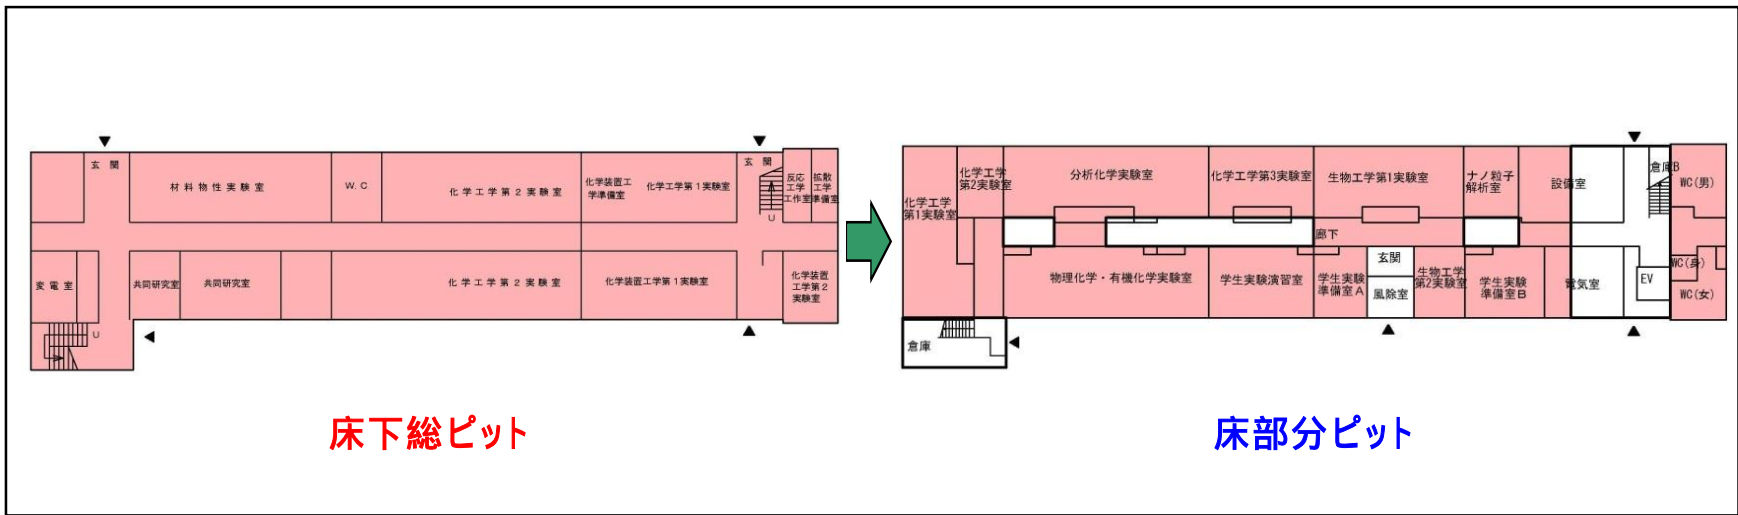 玄 関
材 料 物 性 実 験 室
W.C
化 学 工 学 第 2 実 験 室
化学装置工
学準備室
化学工学第1実験室
玄 関
U
反応
工学
工作室
拡散
工学
準備室
変 電 室
U
共同研究室
共同研究室
化 学 工 学 第 2 実 験 室
化学装置工学第1実験室
化学装置
工学第2
実験室
床下総ピット
化学工学
第1実験室
化学工学
第2実験室
分析化学実験室
化学工学第3実験室
生物工学第1実験室
ナノ粒子
解析室
設備室
倉庫B
WC(男)
廊下
物理化学・有機化学実験室
学生実験演習室
学生実験
準備室A
玄関
風除室
生物工学
第2実験室
学生実験
準備室B
電気室
EV
WC(身)
WC(女)
倉庫
床部分ピット